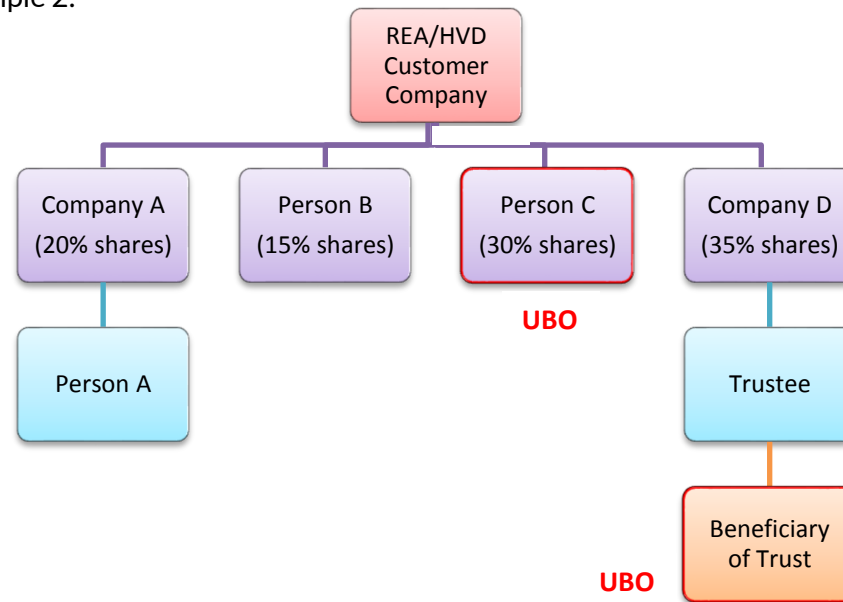 REA/HVD
Customer
Company
Company A
(20% shares)
Person B
(15% shares)
Person C
(30% shares)
Company D
(35% shares)
UBO
Person A
Trustee
Beneficiary
of Trust
UBO